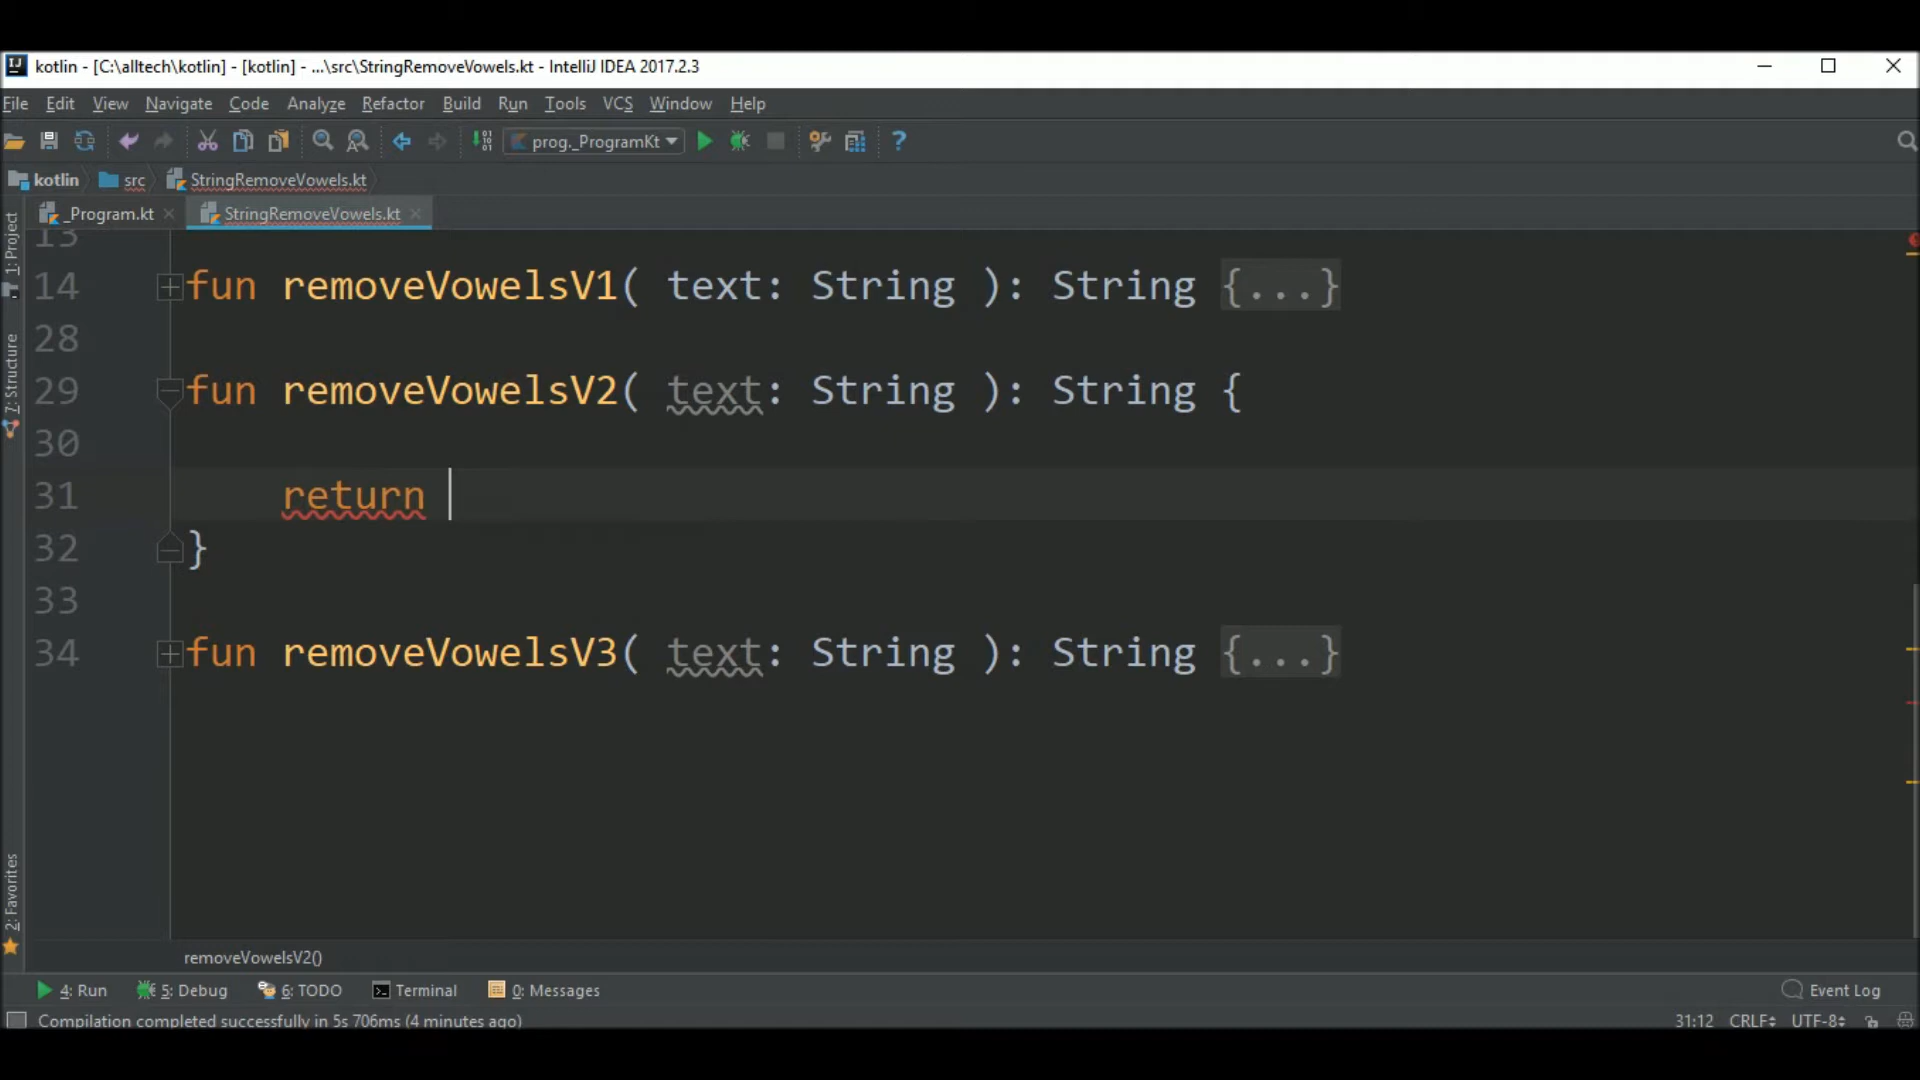 kotlin - [C:\alltech\kotlin] - [kotlin] - ...\src\StringRemoveVowels.kt - IntelliJ IDEA 2017.2.3
File Edit View Navigate Code Analyze Refactor Build Run Tools VCS Window Help
prog._ProgramKt
kotlin src StringRemoveVowels.kt
_Program.kt StringRemoveVowels.kt
1: Project
7: Structure
2: Favorites
13
14 fun removeVowelsV1( text: String ): String {...}
28
29 fun removeVowelsV2( text: String ): String {
30
31 return
32 }
33
34 fun removeVowelsV3( text: String ): String {...}
removeVowelsV2()
4: Run 5: Debug 6: TODO Terminal 0: Messages Event Log
Compilation completed successfully in 5s 706ms (4 minutes ago) 31:12 CRLF UTF-8